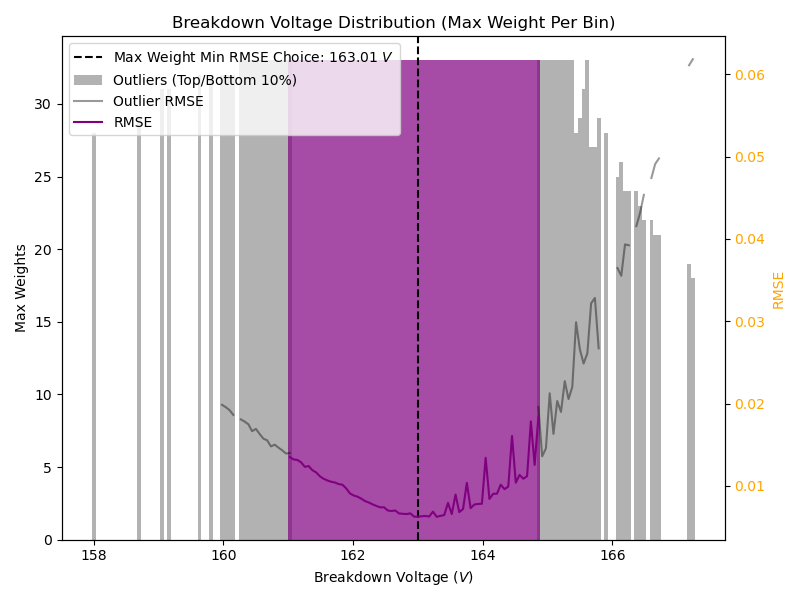 Breakdown Voltage Distribution (Max Weight Per Bin)
Max Weight Min RMSE Choice: 163.01 V
Outliers (Top/Bottom 10%)
Outlier RMSE
RMSE
Max Weights
30
25
20
15
10
5
0
0.06
0.05
0.04
0.03
0.02
0.01
RMSE
158 160 162 164 166
Breakdown Voltage (V)